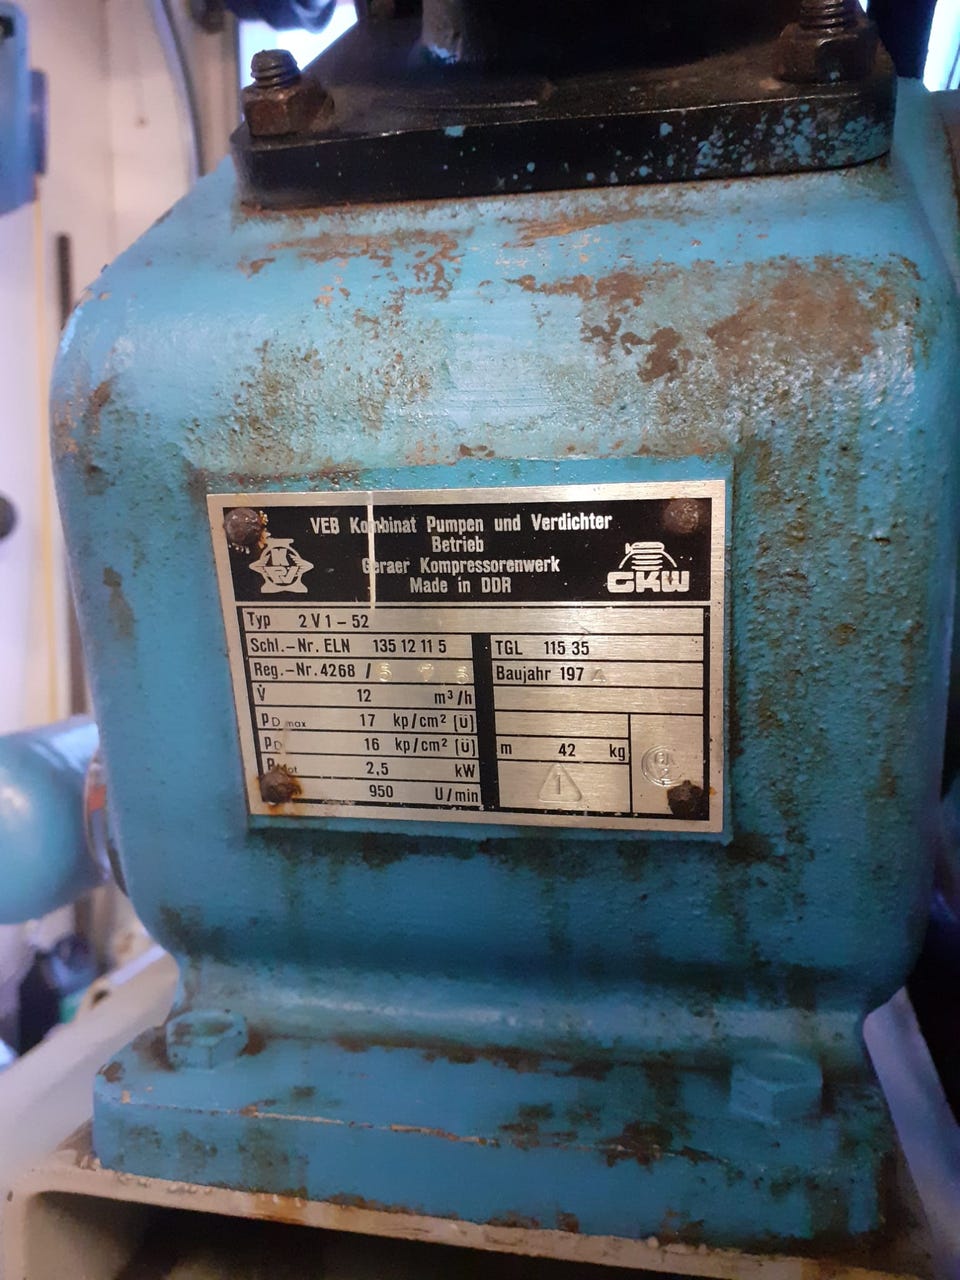 VEB Kombinat Pumpen und Verdichter
Betrieb
Geraer Kompressorenwerk
Made in DDR
GKW
Typ 2 V 1 – 52
Schl.–Nr. ELN 135 12 11 5
TGL 115 35
Reg.–Nr. 4268 /
Baujahr 197
V̇ 12 m³/h
pD max 17 kp/cm² (ü)
pD 16 kp/cm² (ü)
m 42 kg
PMot 2,5 kW
1
950 U/min